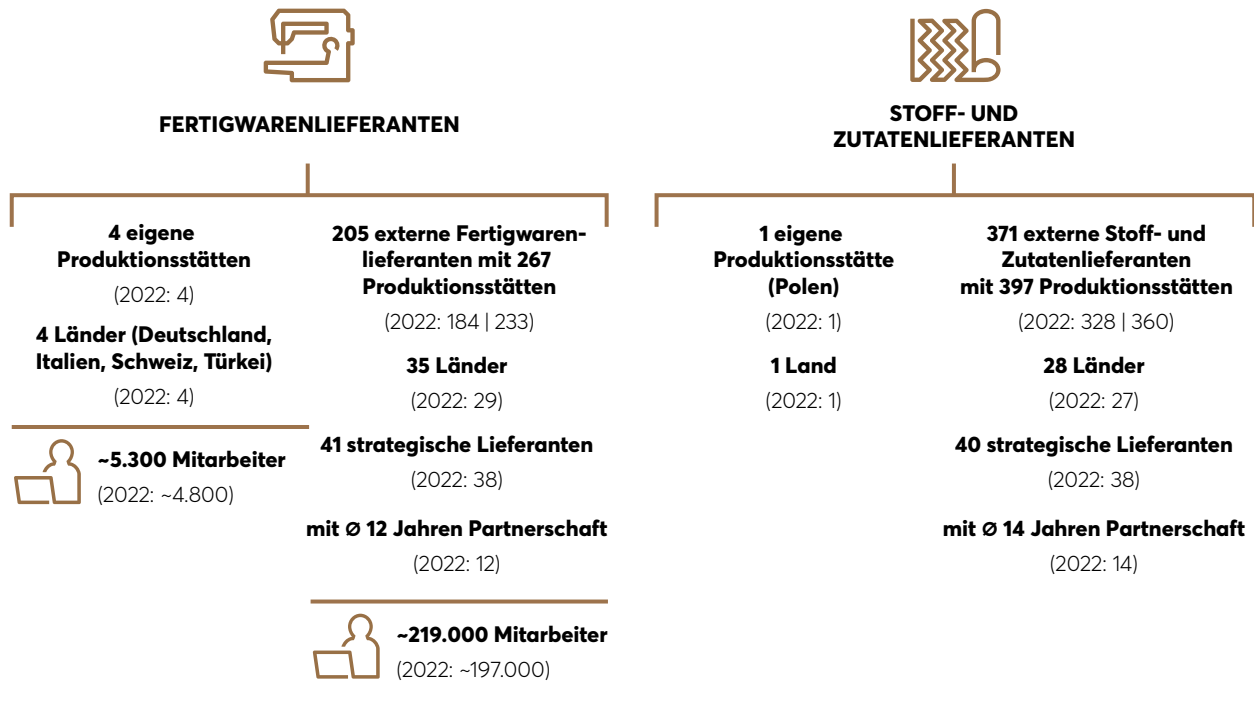 FERTIGWARENLIEFERANTEN
4 eigene
Produktionsstätten
(2022: 4)
4 Länder (Deutschland,
Italien, Schweiz, Türkei)
(2022: 4)
~5.300 Mitarbeiter
(2022: ~4.800)
205 externe Fertigwaren-
lieferanten mit 267
Produktionsstätten
(2022: 184 | 233)
35 Länder
(2022: 29)
41 strategische Lieferanten
(2022: 38)
mit Ø 12 Jahren Partnerschaft
(2022: 12)
~219.000 Mitarbeiter
(2022: ~197.000)
STOFF- UND
ZUTATENLIEFERANTEN
1 eigene
Produktionsstätte
(Polen)
(2022: 1)
1 Land
(2022: 1)
371 externe Stoff- und
Zutatenlieferanten
mit 397 Produktionsstätten
(2022: 328 | 360)
28 Länder
(2022: 27)
40 strategische Lieferanten
(2022: 38)
mit Ø 14 Jahren Partnerschaft
(2022: 14)